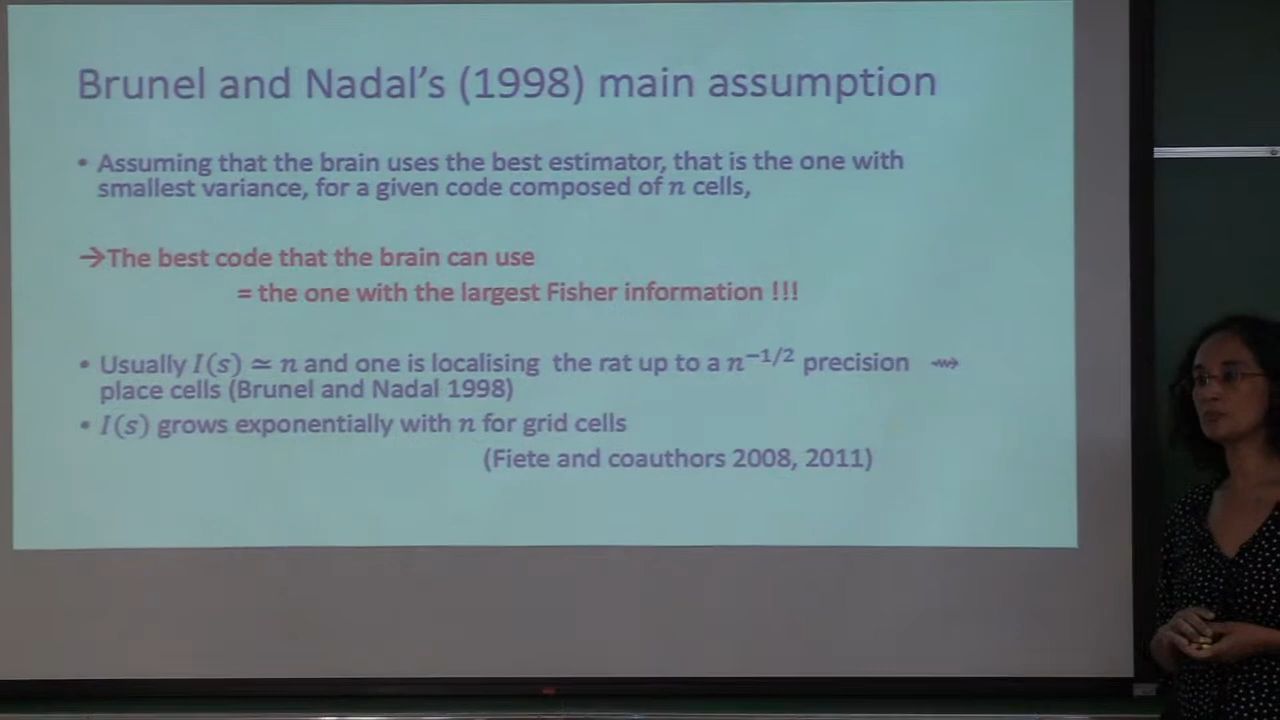 Brunel and Nadal's (1998) main assumption
• Assuming that the brain uses the best estimator, that is the one with
smallest variance, for a given code composed of n cells,
→The best code that the brain can use
= the one with the largest Fisher information !!!
• Usually I(s) ≃ n and one is localising the rat up to a n^{-1/2} precision ⇝
place cells (Brunel and Nadal 1998)
• I(s) grows exponentially with n for grid cells
(Fiete and coauthors 2008, 2011)